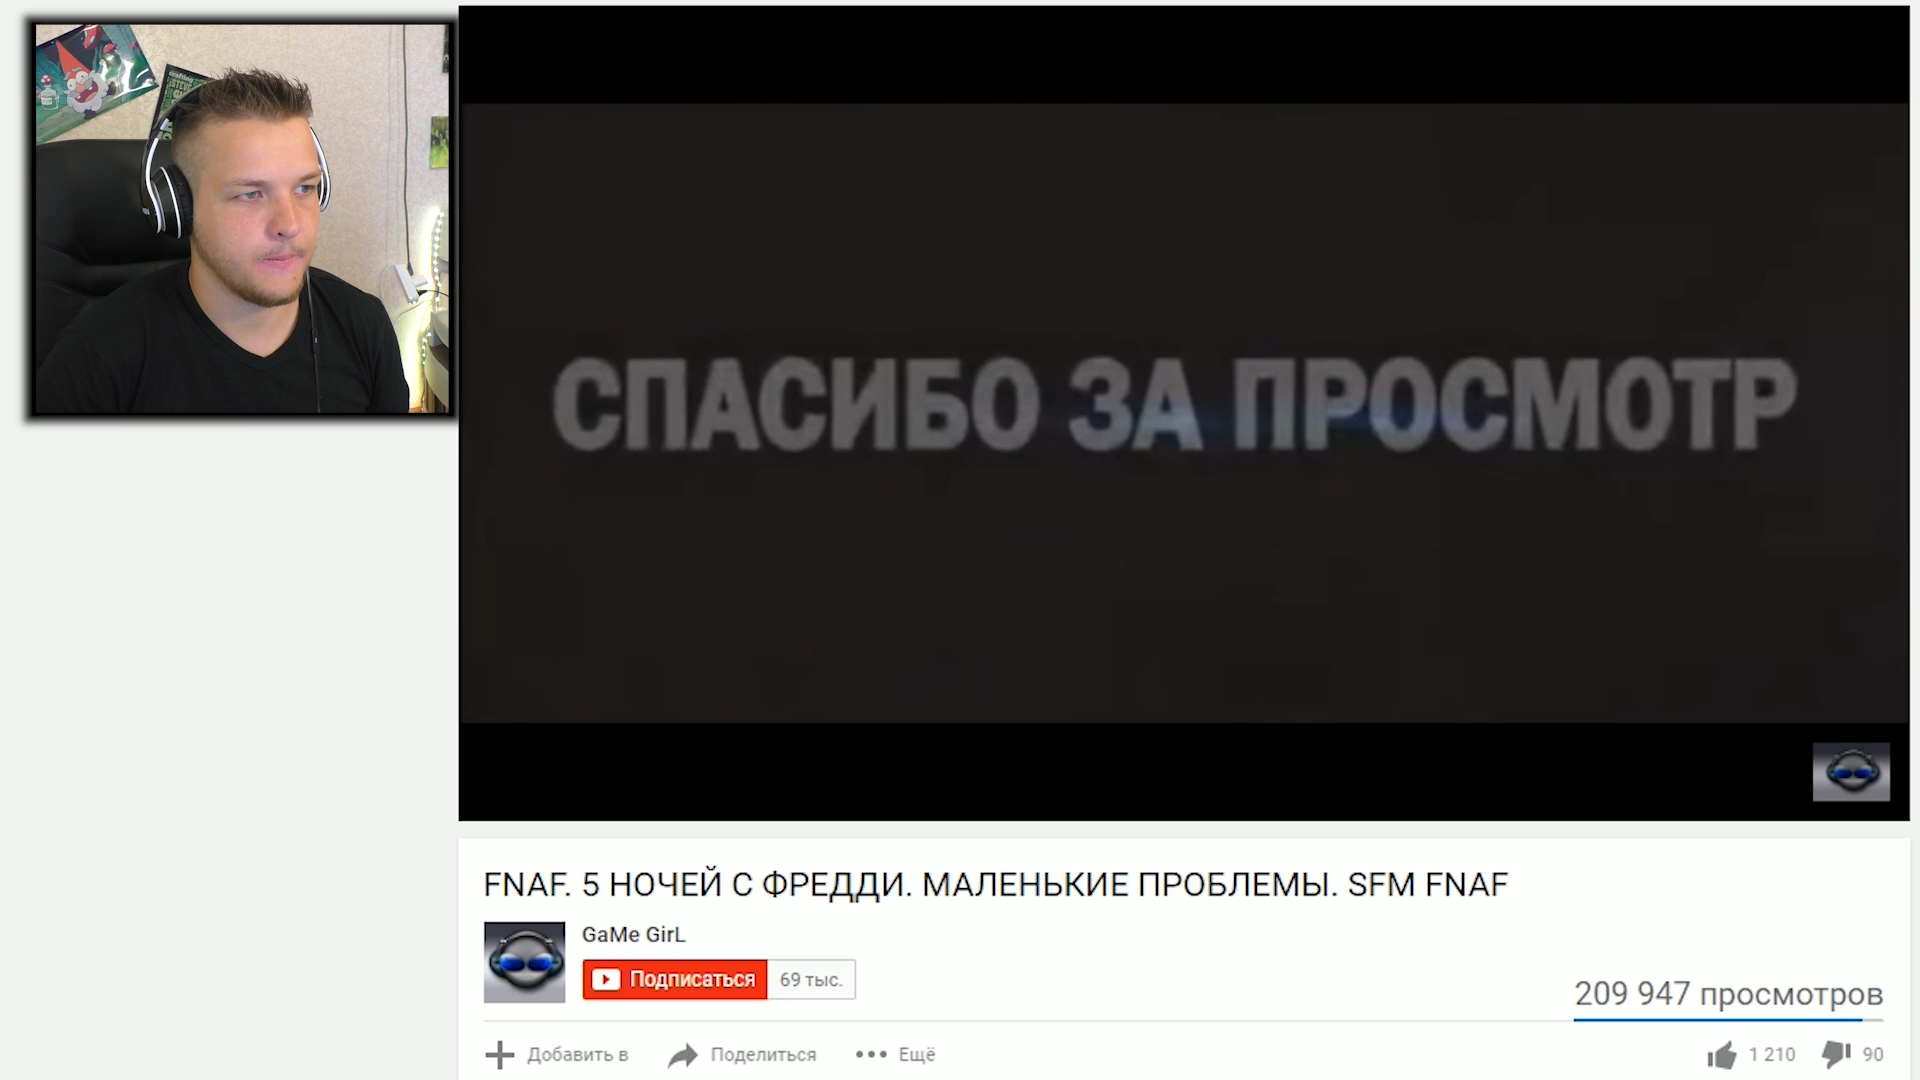 crafting
СПАСИБО ЗА ПРОСМОТР
FNAF. 5 НОЧЕЙ С ФРЕДДИ. МАЛЕНЬКИЕ ПРОБЛЕМЫ. SFM FNAF
GaMe GirL
Подписаться 69 тыс.
209 947 просмотров
Добавить в Поделиться Ещё 1 210 90